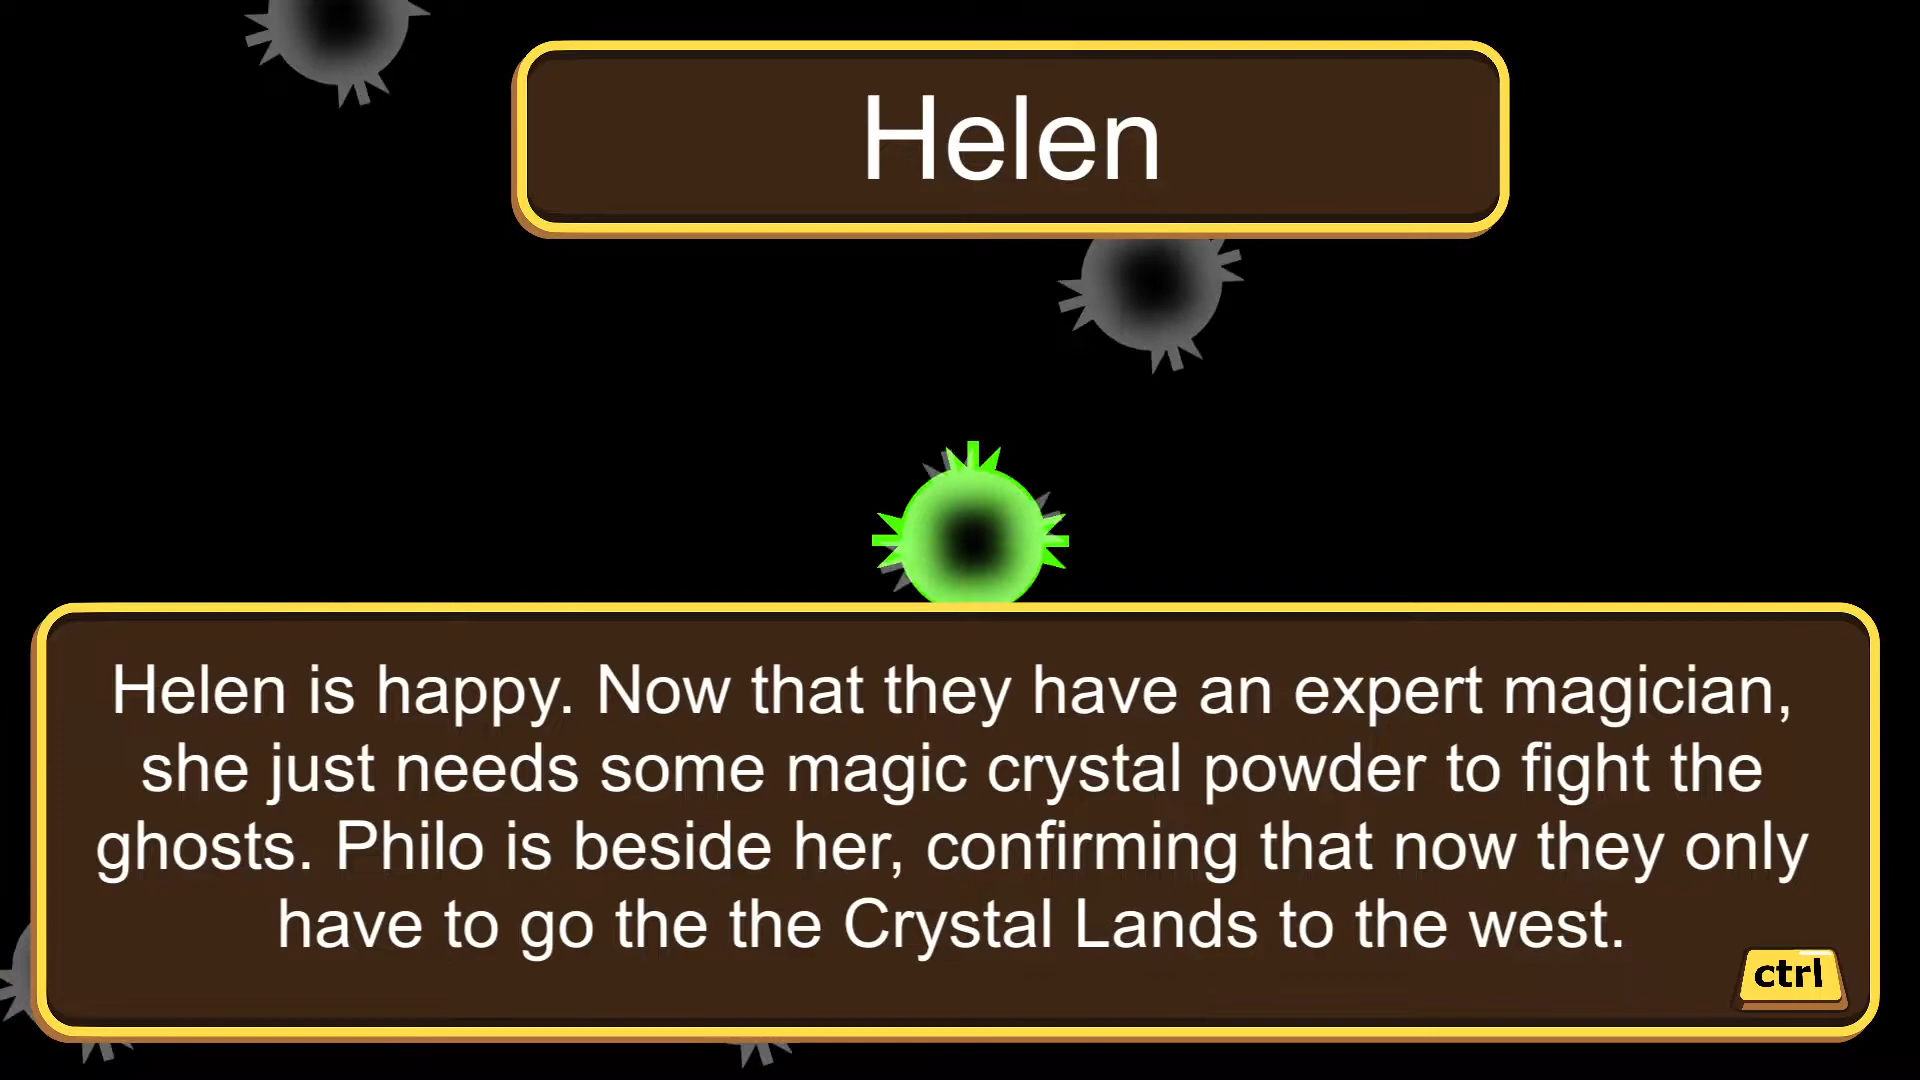 Helen
Helen is happy. Now that they have an expert magician,
she just needs some magic crystal powder to fight the
ghosts. Philo is beside her, confirming that now they only
have to go the the Crystal Lands to the west.
ctrl